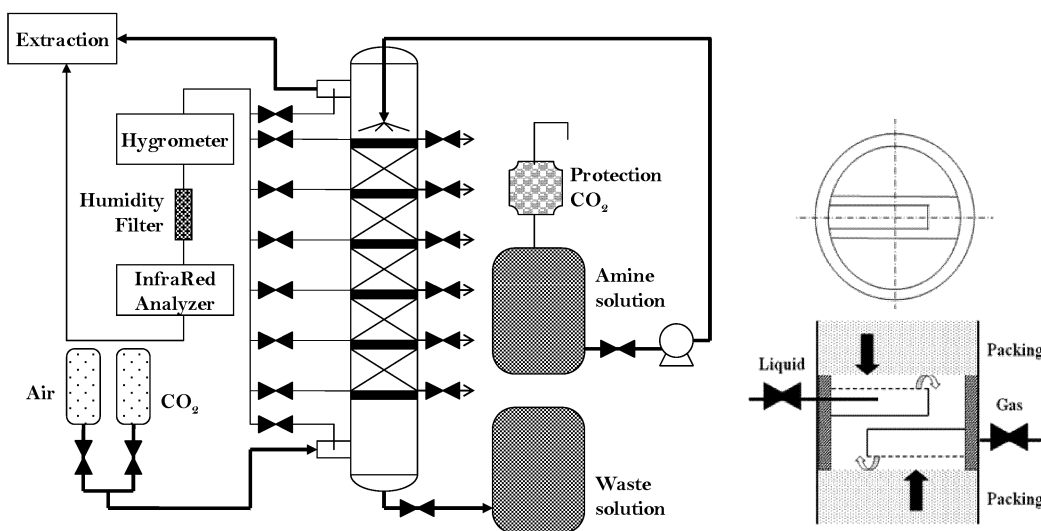 Extraction
Hygrometer
Humidity
Filter
InfraRed
Analyzer
Air
CO₂
Protection
CO₂
Amine
solution
Waste
solution
Packing
Liquid
Gas
Packing